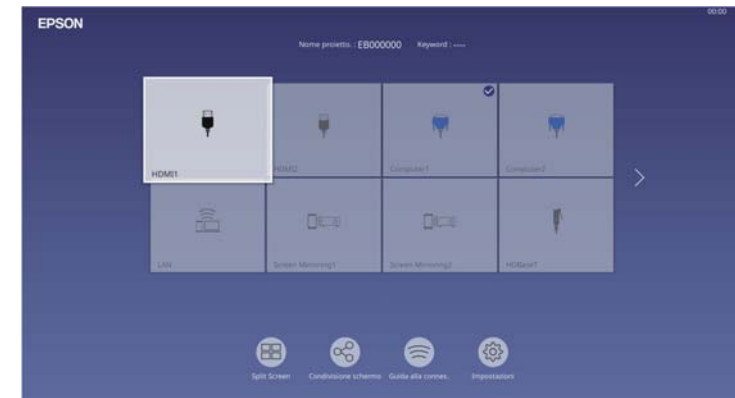 00:00
EPSON
Nome proietto. : EB000000 Keyword : ----
HDMI1 HDMI2 Computer1 Computer2
LAN Screen Mirroring1 Screen Mirroring2 HDBaseT
Split Screen Condivisione schermo Guida alla connes. Impostazioni